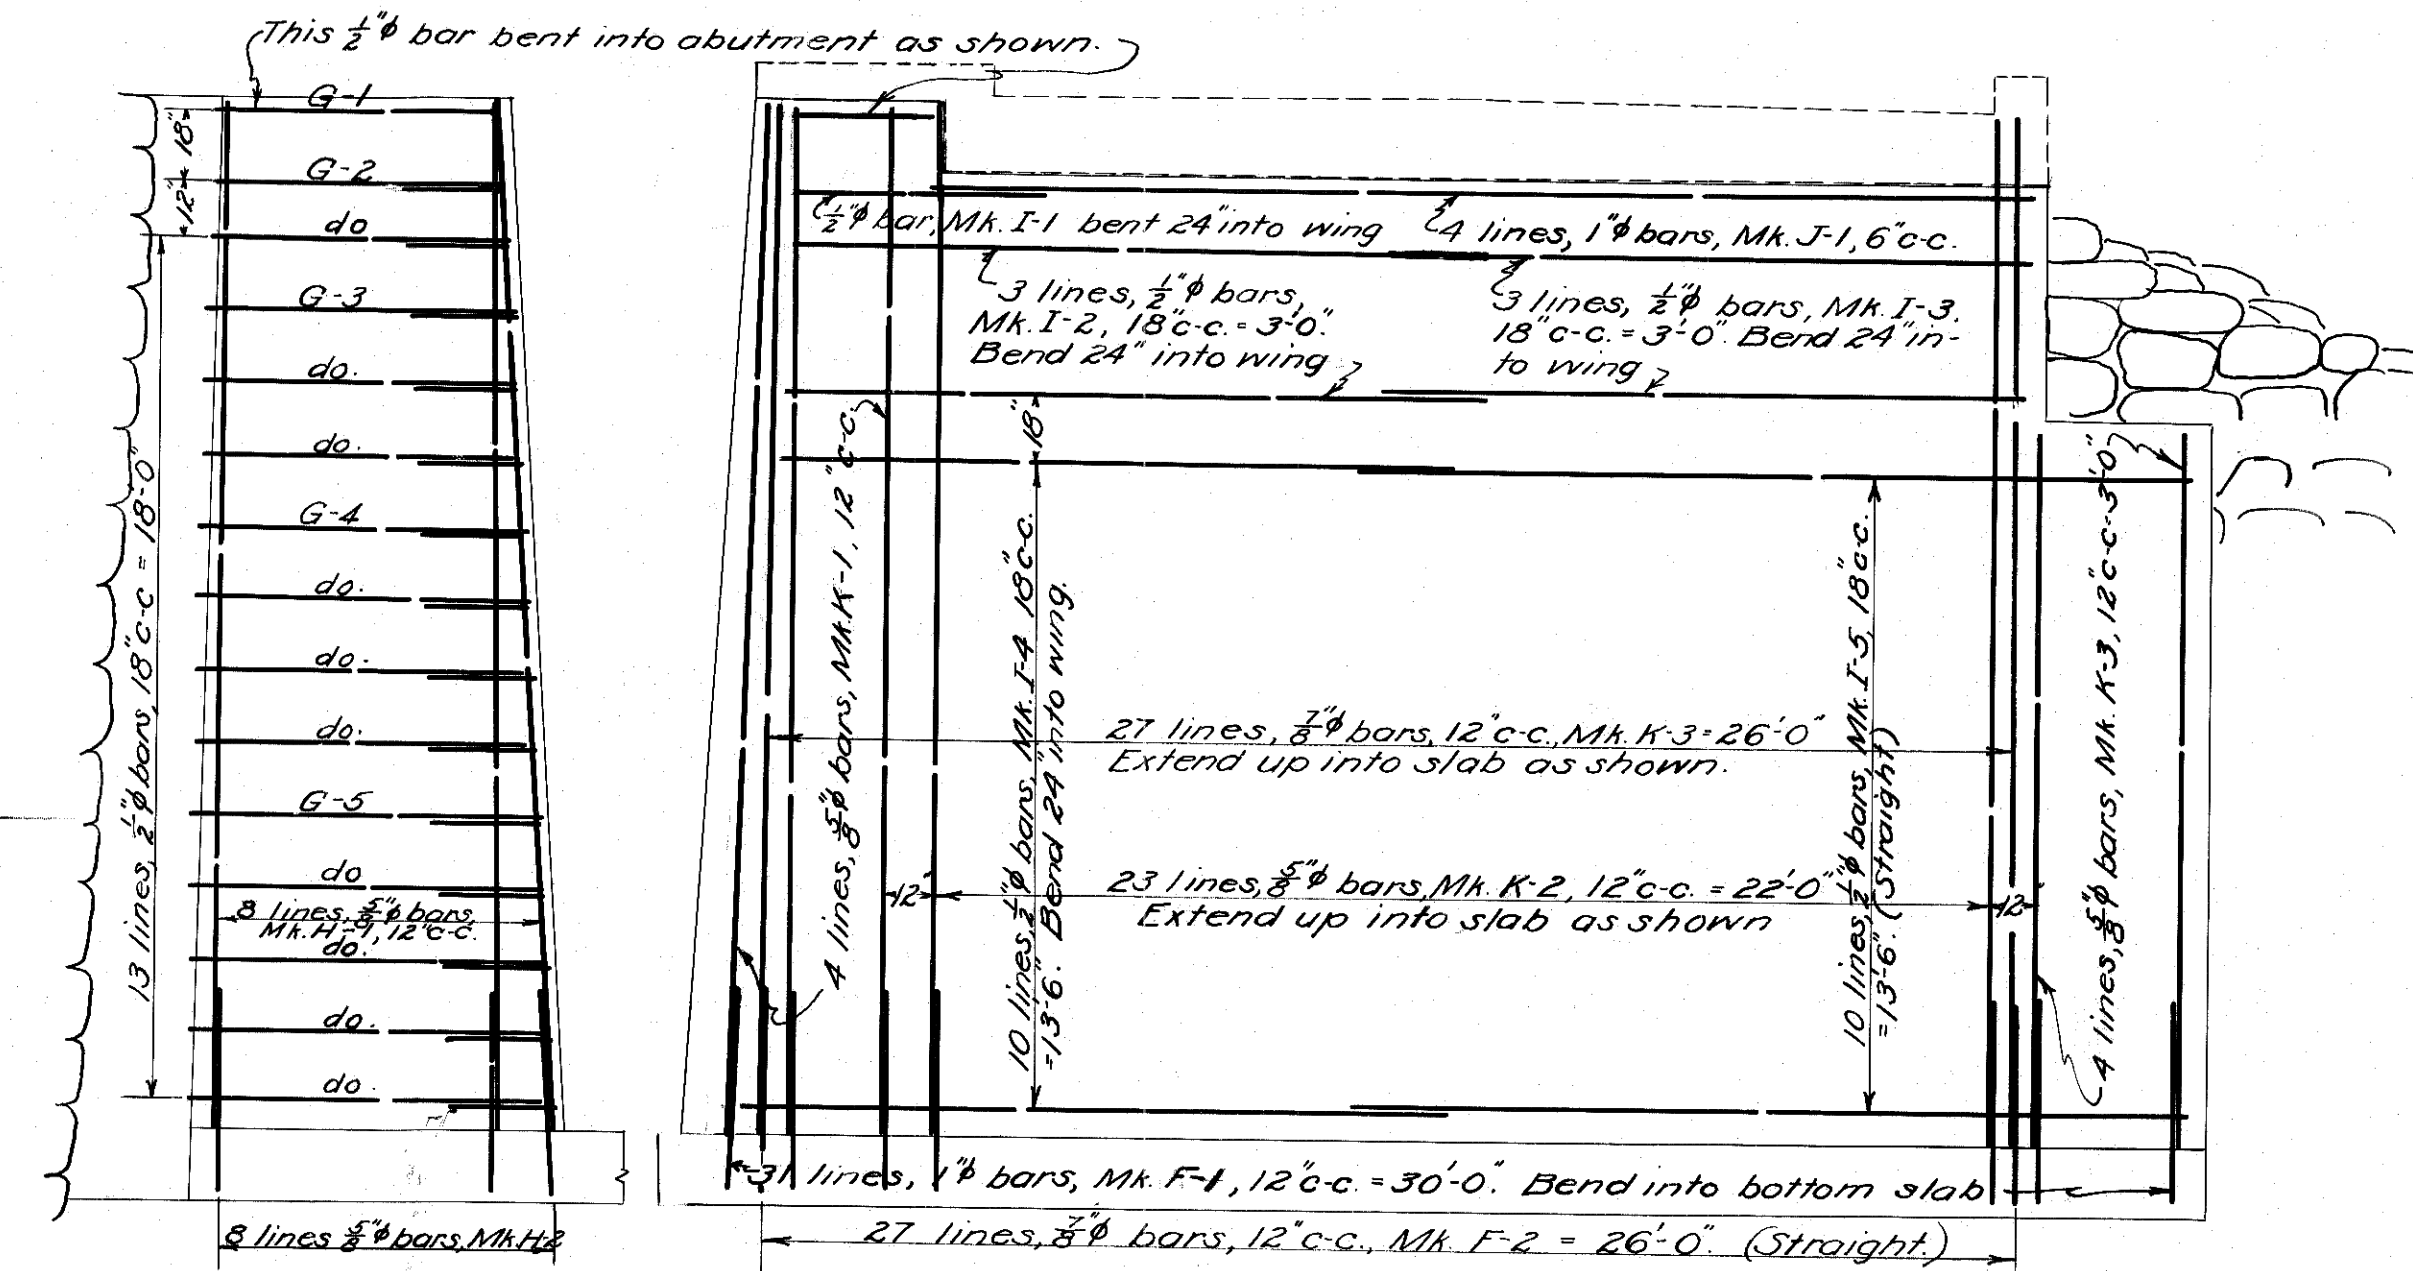 This 1/2"ϕ bar bent into abutment as shown.
G-1
18"
G-2
12"
do
G-3
do.
do.
G-4
do.
do.
do.
G-5
do
8 lines, 5/8"ϕ bars,
Mk. H-1, 12"c-c.
do.
do.
do.
13 lines, 1/2"ϕ bars, 18"c-c = 18'-0"
8 lines 5/8"ϕ bars, Mk. H-2
1/2"ϕ bar, Mk. I-1 bent 24" into wing
4 lines, 1"ϕ bars, Mk. J-1, 6"c-c.
3 lines, 1/2"ϕ bars,
Mk. I-2, 18"c-c. = 3'-0".
Bend 24" into wing
3 lines, 1/2"ϕ bars, Mk. I-3,
18"c-c. = 3'-0". Bend 24" in-
to wing
18"
4 lines, 5/8"ϕ bars, Mk. K-1, 12"c-c.
10 lines, 1/2"ϕ bars, Mk. I-4 18"c-c.
=13'-6". Bend 24" into wing.
27 lines, 7/8"ϕ bars, 12"c-c., Mk. K-3 = 26'-0"
Extend up into slab as shown.
12"
23 lines, 5/8"ϕ bars, Mk. K-2, 12"c-c. = 22'-0"
Extend up into slab as shown
10 lines, 1/2"ϕ bars, Mk. I-5, 18"c-c.
=13'-6". (Straight)
12"
4 lines, 5/8"ϕ bars, Mk. K-3, 12"c-c-3'-0"
31 lines, 1"ϕ bars, Mk. F-1, 12"c-c. = 30'-0". Bend into bottom slab
27 lines, 7/8"ϕ bars, 12"c-c., Mk. F-2 = 26'-0". (Straight.)